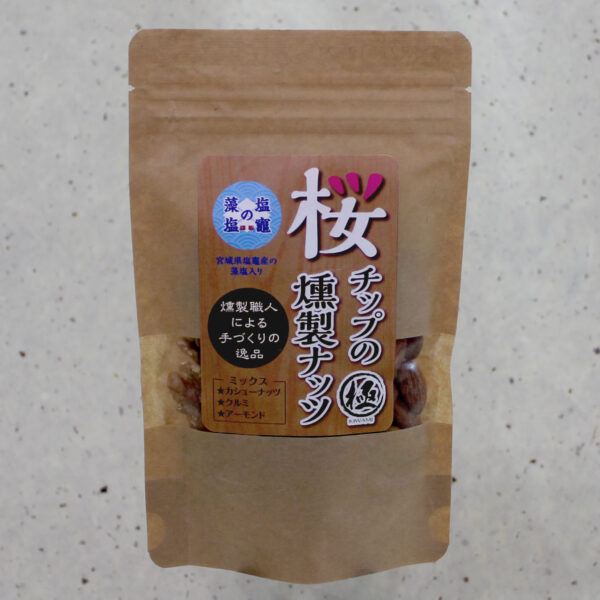 桜
チップの
燻製ナッツ
極
KIWAMI
塩竈
の
藻塩
宮城県塩竈産の
藻塩入り
燻製職人
による
手づくりの
逸品
ミックス
★カシューナッツ
★クルミ
★アーモンド